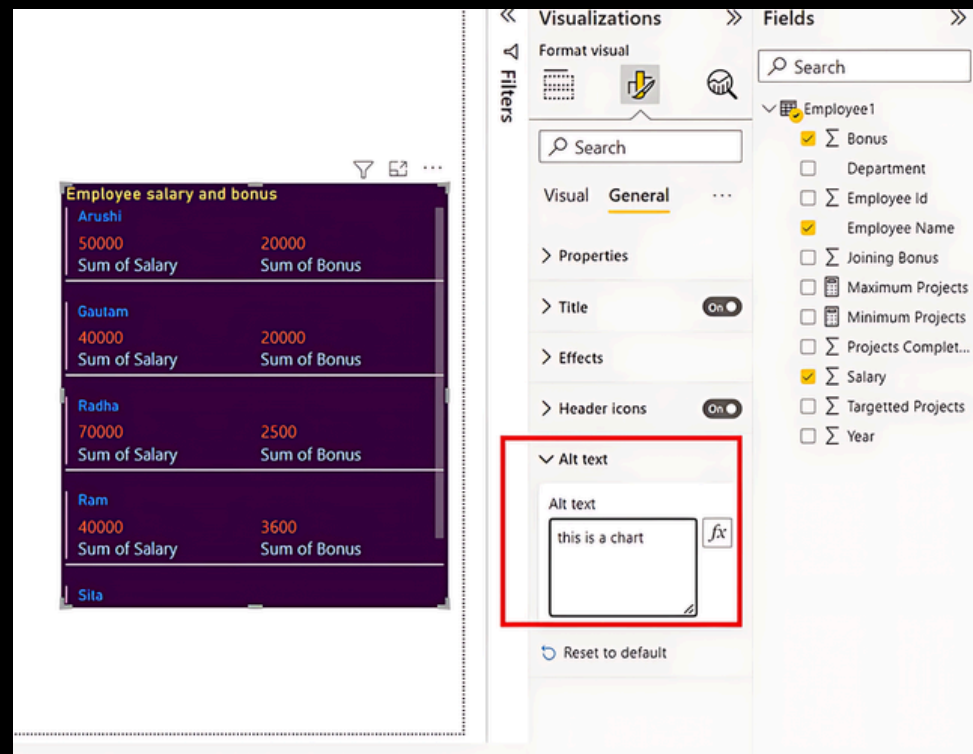 Employee salary and bonus
Arushi
50000 20000
Sum of Salary Sum of Bonus
Gautam
40000 20000
Sum of Salary Sum of Bonus
Radha
70000 2500
Sum of Salary Sum of Bonus
Ram
40000 3600
Sum of Salary Sum of Bonus
Sita
Filters
Visualizations
Format visual
Search
Visual General ...
Properties
Title On
Effects
Header icons On
Alt text
Alt text
this is a chart
fx
Reset to default
Fields
Search
Employee1
Σ Bonus
Department
Σ Employee Id
Employee Name
Σ Joining Bonus
Maximum Projects
Minimum Projects
Σ Projects Complet...
Σ Salary
Σ Targetted Projects
Σ Year